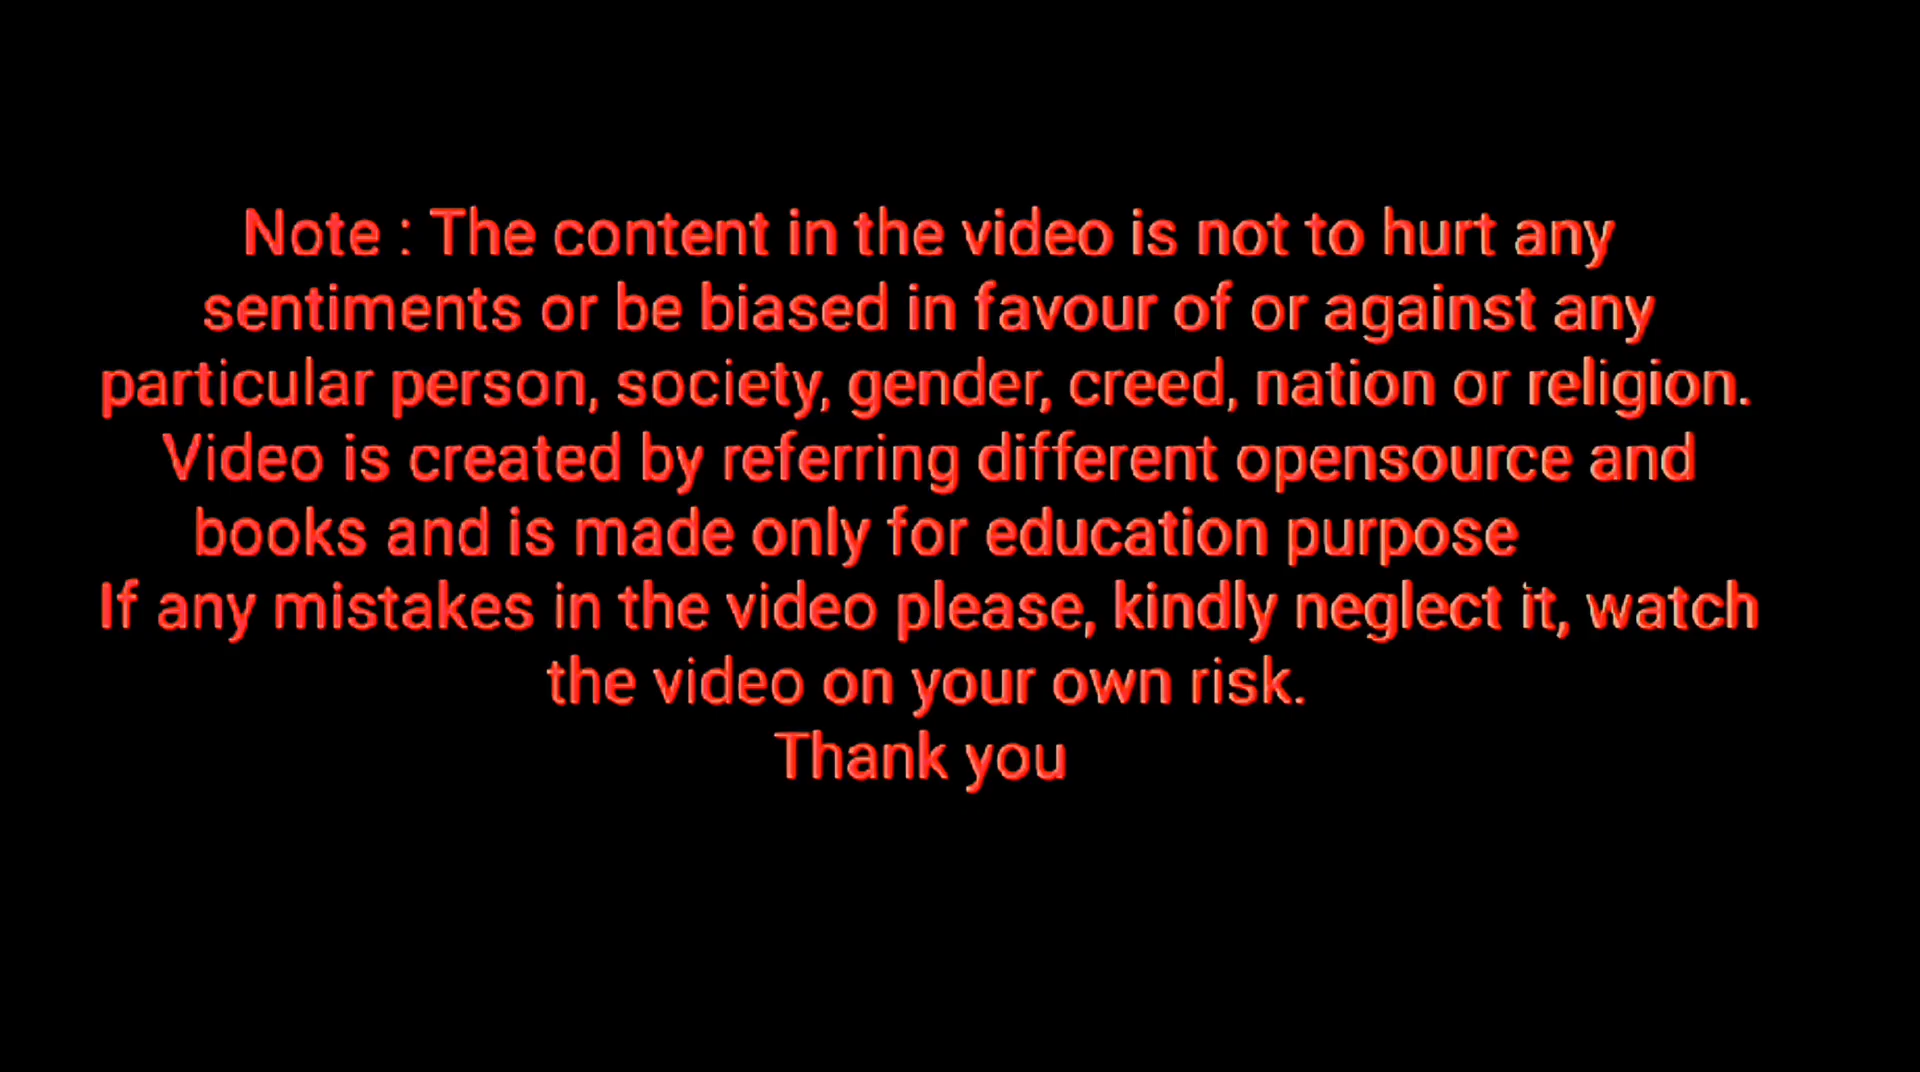 Note : The content in the video is not to hurt any
sentiments or be biased in favour of or against any
particular person, society, gender, creed, nation or religion.
Video is created by referring different opensource and
books and is made only for education purpose
If any mistakes in the video please, kindly neglect it, watch
the video on your own risk.
Thank you